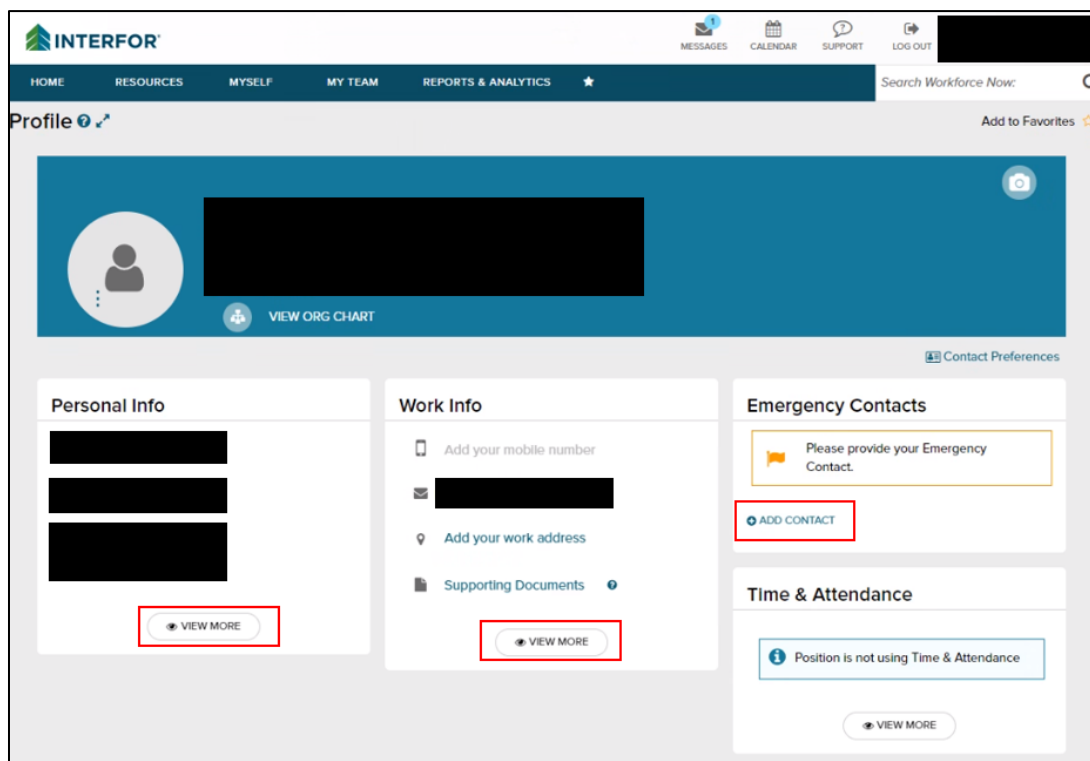 INTERFOR
1
MESSAGES CALENDAR SUPPORT LOG OUT
HOME RESOURCES MYSELF MY TEAM REPORTS & ANALYTICS Search Workforce Now:
Profile
Add to Favorites
VIEW ORG CHART
Contact Preferences
Personal Info
VIEW MORE
Work Info
Add your mobile number
Add your work address
Supporting Documents
VIEW MORE
Emergency Contacts
Please provide your Emergency
Contact.
ADD CONTACT
Time & Attendance
Position is not using Time & Attendance
VIEW MORE